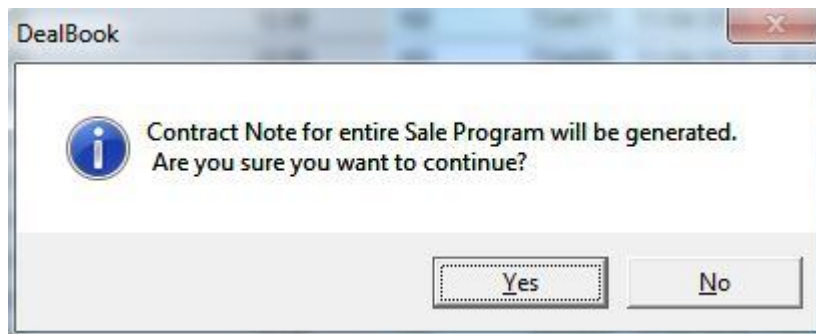 DealBook
Contract Note for entire Sale Program will be generated.
Are you sure you want to continue?
Yes
No